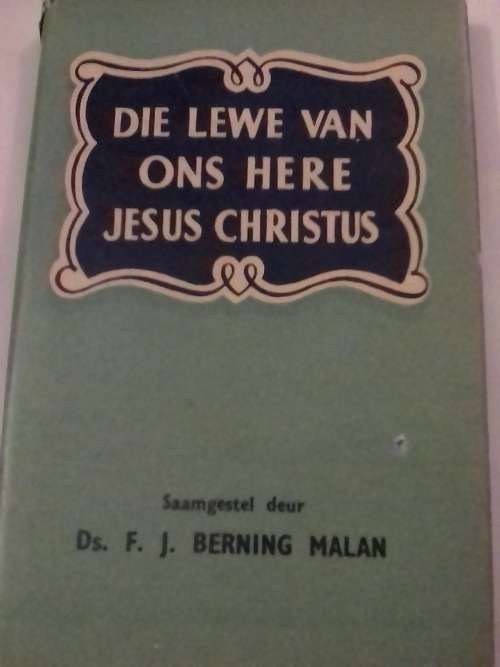 DIE LEWE VAN
ONS HERE
JESUS CHRISTUS
Saamgestel deur
Ds. F. J. BERNING MALAN